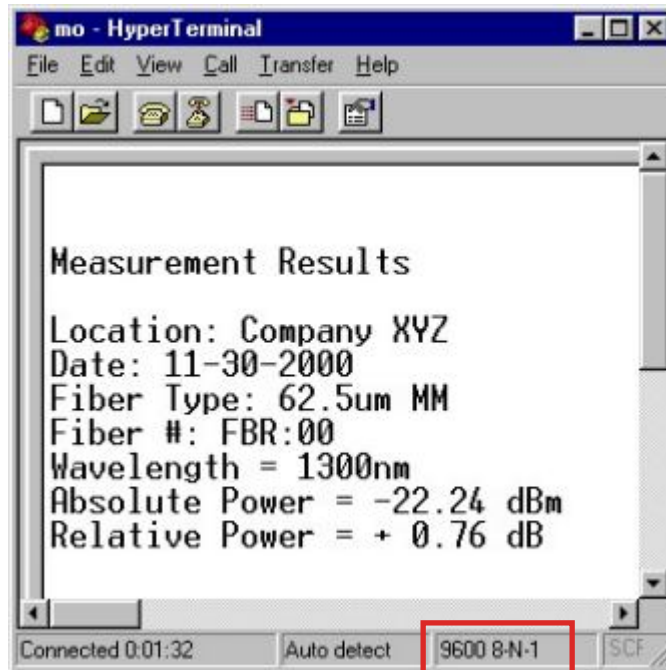 mo - HyperTerminal
File Edit View Call Transfer Help
Measurement Results
Location: Company XYZ
Date: 11-30-2000
Fiber Type: 62.5um MM
Fiber #: FBR:00
Wavelength = 1300nm
Absolute Power = -22.24 dBm
Relative Power = + 0.76 dB
Connected 0:01:32 Auto detect 9600 8-N-1